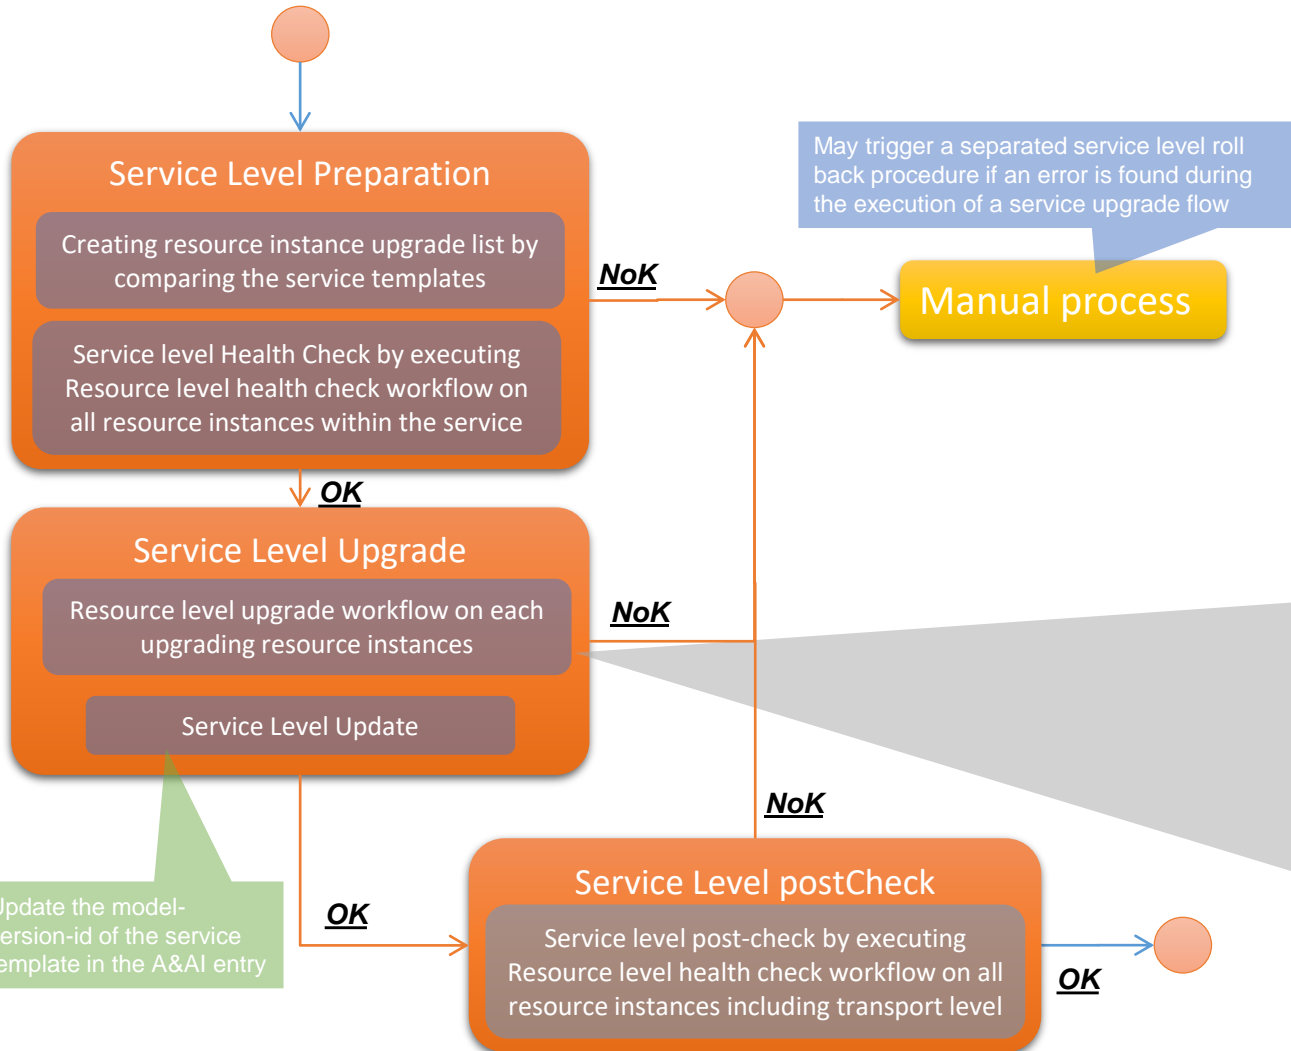 Service Level Preparation
Creating resource instance upgrade list by
comparing the service templates
Service level Health Check by executing
Resource level health check workflow on
all resource instances within the service
NoK
May trigger a separated service level roll
back procedure if an error is found during
the execution of a service upgrade flow
Manual process
OK
Service Level Upgrade
Resource level upgrade workflow on each
upgrading resource instances
NoK
Service Level Update
Update the model-
version-id of the service
template in the A&AI entry
OK
NoK
Service Level postCheck
Service level post-check by executing
Resource level health check workflow on all
resource instances including transport level
OK